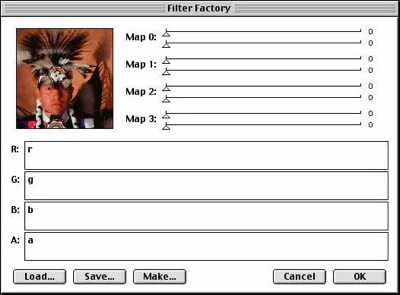 Filter Factory
Map 0: 0
0
Map 1: 0
0
Map 2: 0
0
Map 3: 0
0
R: r
G: g
B: b
A: a
Load... Save... Make... Cancel OK